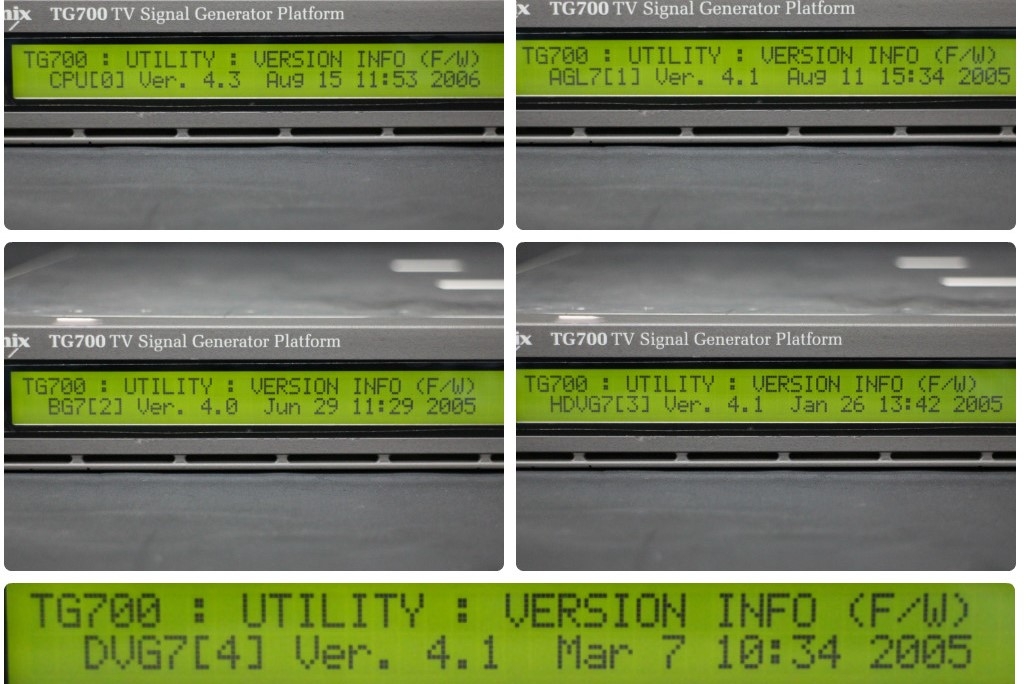 nix TG700 TV Signal Generator Platform
TG700 : UTILITY : VERSION INFO (F/W)
CPU[0] Ver. 4.3 Aug 15 11:53 2006
x TG700 TV Signal Generator Platform
TG700 : UTILITY : VERSION INFO (F/W)
AGL7[1] Ver. 4.1 Aug 11 15:34 2005
nix TG700 TV Signal Generator Platform
TG700 : UTILITY : VERSION INFO (F/W)
BG7[2] Ver. 4.0 Jun 29 11:29 2005
ix TG700 TV Signal Generator Platform
TG700 : UTILITY : VERSION INFO (F/W)
HDVG7[3] Ver. 4.1 Jan 26 13:42 2005
TG700 : UTILITY : VERSION INFO (F/W)
DVG7[4] Ver. 4.1 Mar 7 10:34 2005